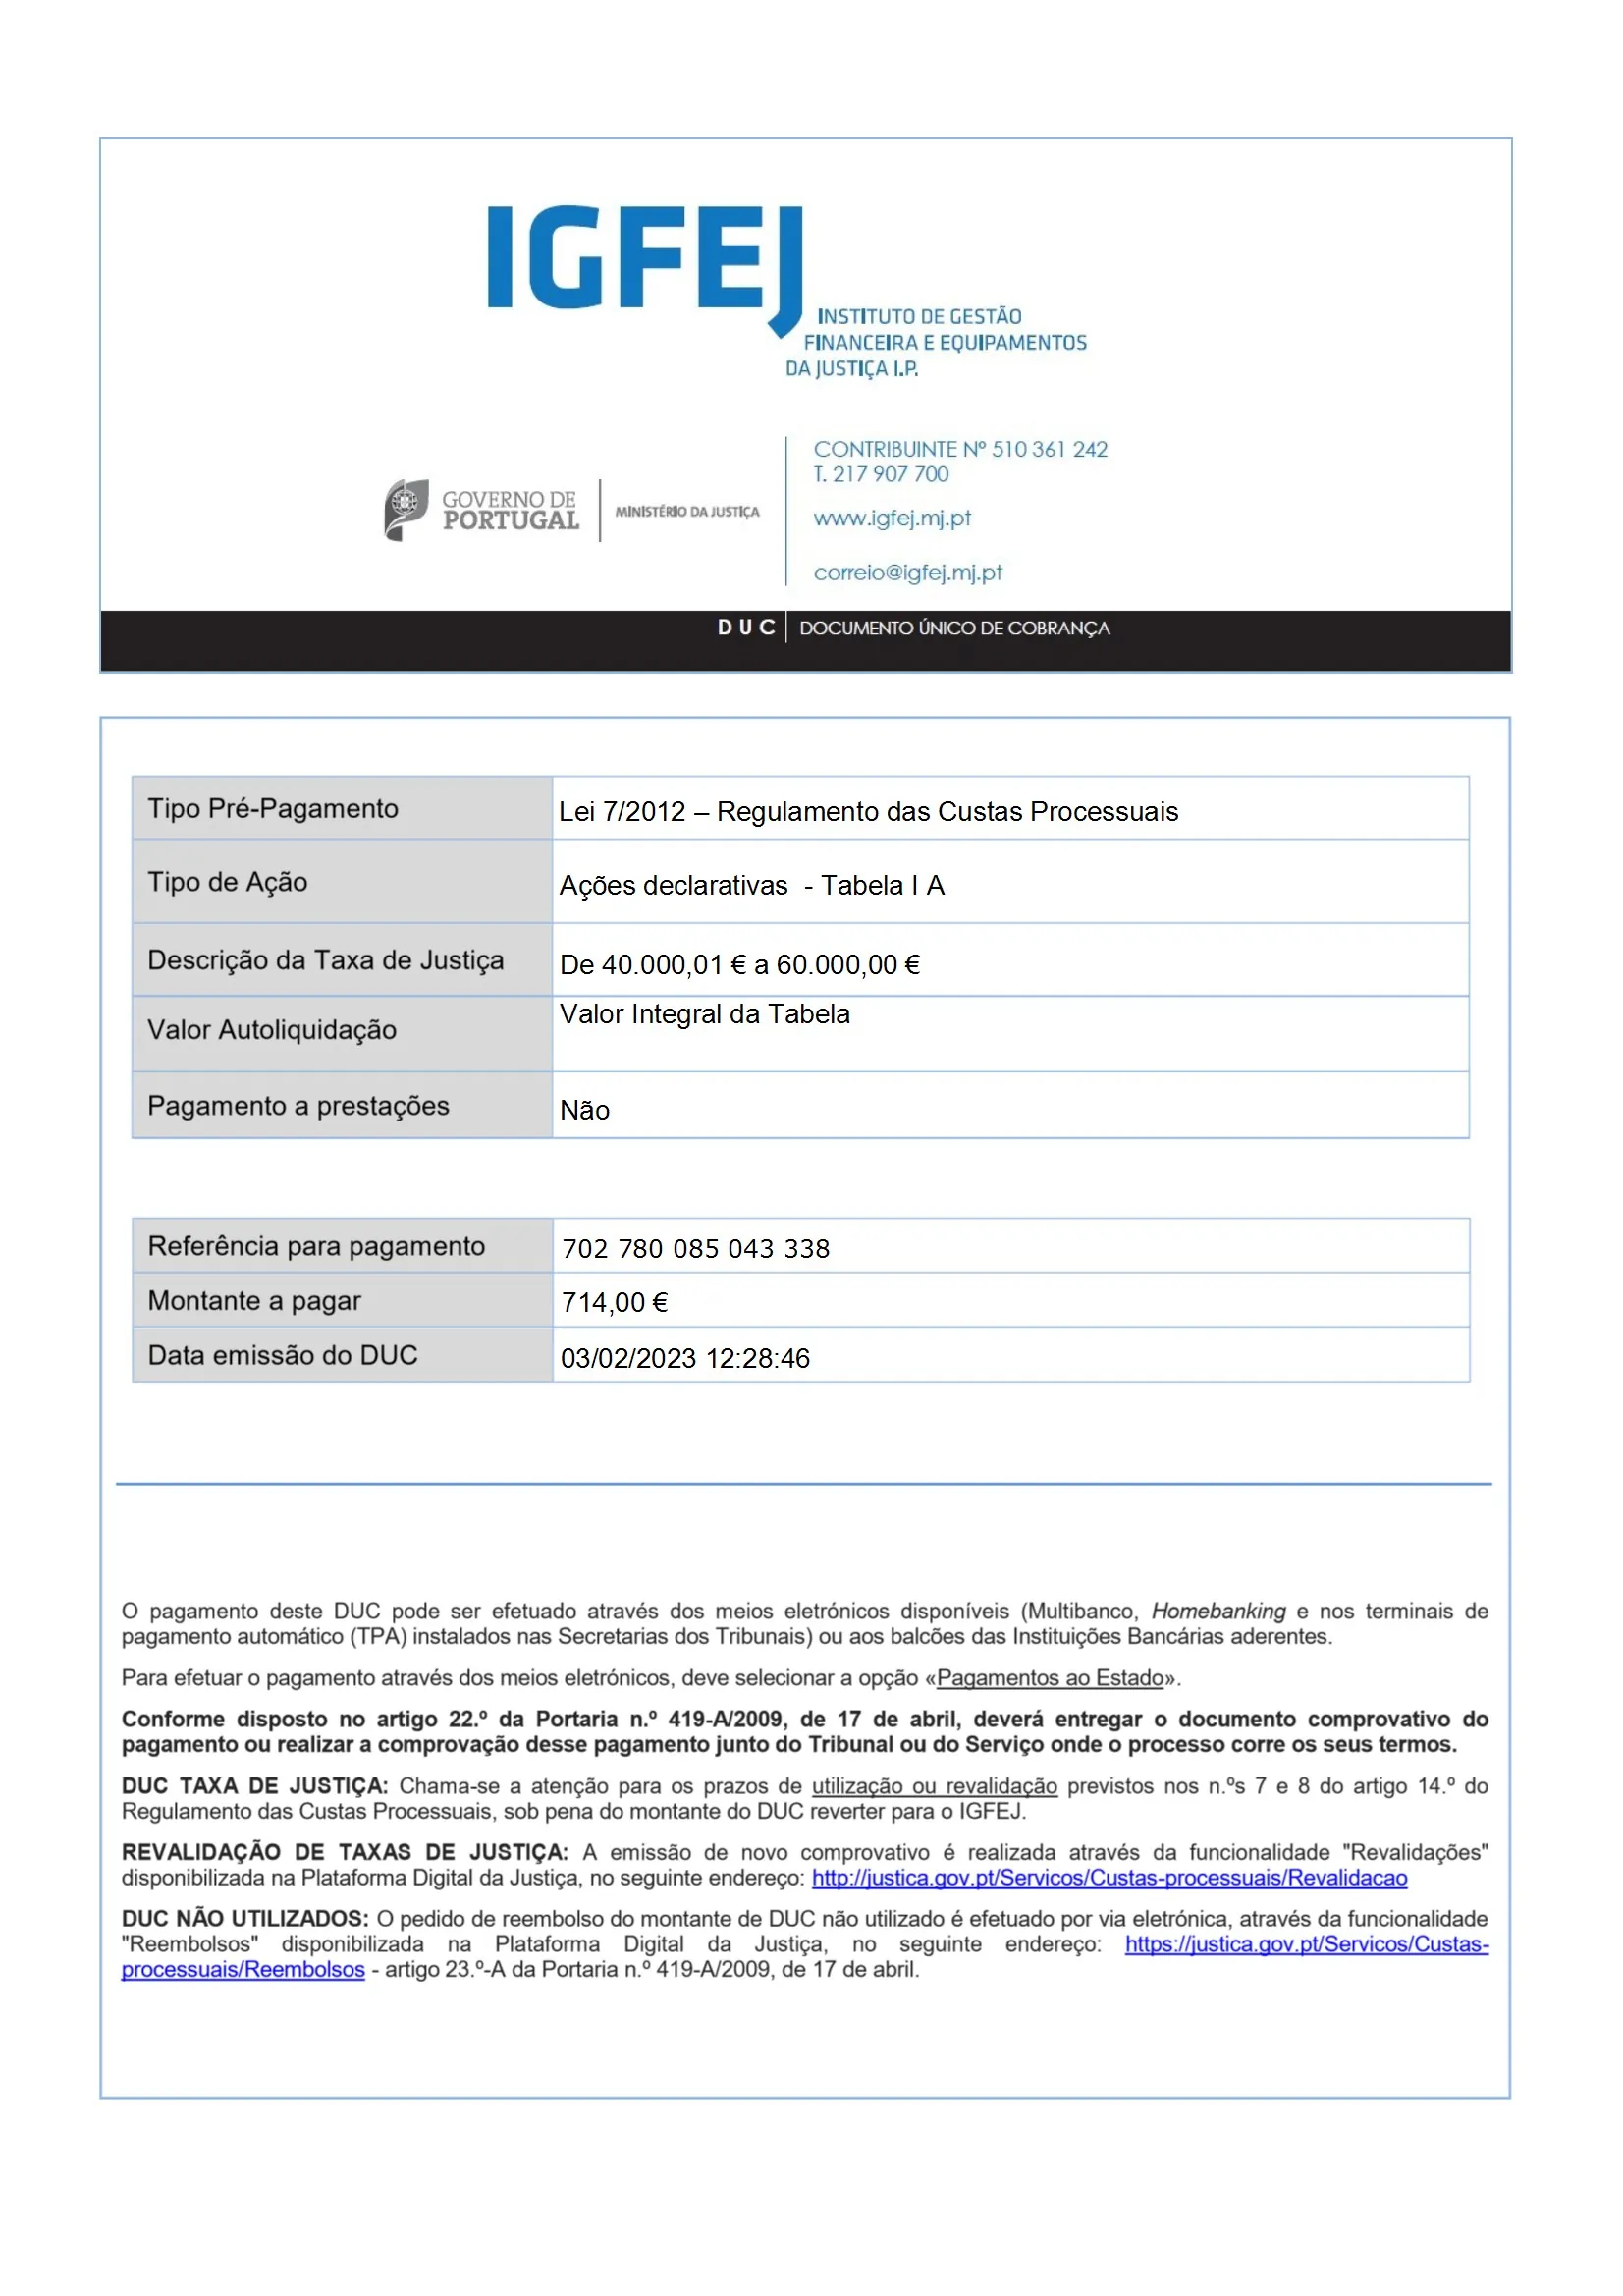 IGFEJ
INSTITUTO DE GESTÃO
FINANCEIRA E EQUIPAMENTOS
DA JUSTIÇA I.P.
GOVERNO DE
PORTUGAL
MINISTÉRIO DA JUSTIÇA
CONTRIBUINTE Nº 510 361 242
T. 217 907 700
www.igfej.mj.pt
correio@igfej.mj.pt
DUC DOCUMENTO ÚNICO DE COBRANÇA
Tipo Pré-Pagamento Lei 7/2012 – Regulamento das Custas Processuais
Tipo de Ação Ações declarativas - Tabela I A
Descrição da Taxa de Justiça De 40.000,01 € a 60.000,00 €
Valor Autoliquidação Valor Integral da Tabela
Pagamento a prestações Não
Referência para pagamento 702 780 085 043 338
Montante a pagar 714,00 €
Data emissão do DUC 03/02/2023 12:28:46
O pagamento deste DUC pode ser efetuado através dos meios eletrónicos disponíveis (Multibanco, Homebanking e nos terminais de
pagamento automático (TPA) instalados nas Secretarias dos Tribunais) ou aos balcões das Instituições Bancárias aderentes.
Para efetuar o pagamento através dos meios eletrónicos, deve selecionar a opção «Pagamentos ao Estado».
Conforme disposto no artigo 22.º da Portaria n.º 419-A/2009, de 17 de abril, deverá entregar o documento comprovativo do
pagamento ou realizar a comprovação desse pagamento junto do Tribunal ou do Serviço onde o processo corre os seus termos.
DUC TAXA DE JUSTIÇA: Chama-se a atenção para os prazos de utilização ou revalidação previstos nos n.ºs 7 e 8 do artigo 14.º do
Regulamento das Custas Processuais, sob pena do montante do DUC reverter para o IGFEJ.
REVALIDAÇÃO DE TAXAS DE JUSTIÇA: A emissão de novo comprovativo é realizada através da funcionalidade "Revalidações"
disponibilizada na Plataforma Digital da Justiça, no seguinte endereço: http://justica.gov.pt/Servicos/Custas-processuais/Revalidacao
DUC NÃO UTILIZADOS: O pedido de reembolso do montante de DUC não utilizado é efetuado por via eletrónica, através da funcionalidade
"Reembolsos" disponibilizada na Plataforma Digital da Justiça, no seguinte endereço: https://justica.gov.pt/Servicos/Custas-
processuais/Reembolsos - artigo 23.º-A da Portaria n.º 419-A/2009, de 17 de abril.